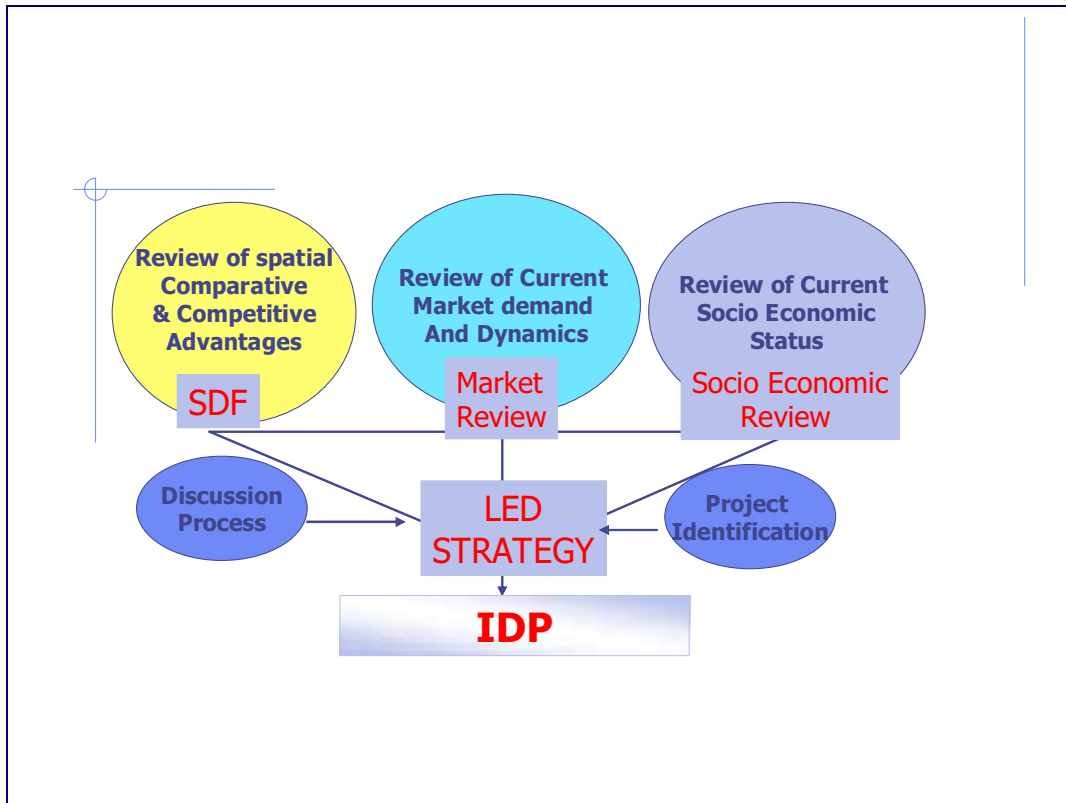 Review of spatial
Comparative
& Competitive
Advantages
SDF
Review of Current
Market demand
And Dynamics
Market
Review
Review of Current
Socio Economic
Status
Socio Economic
Review
Discussion
Process
LED
STRATEGY
Project
Identification
IDP